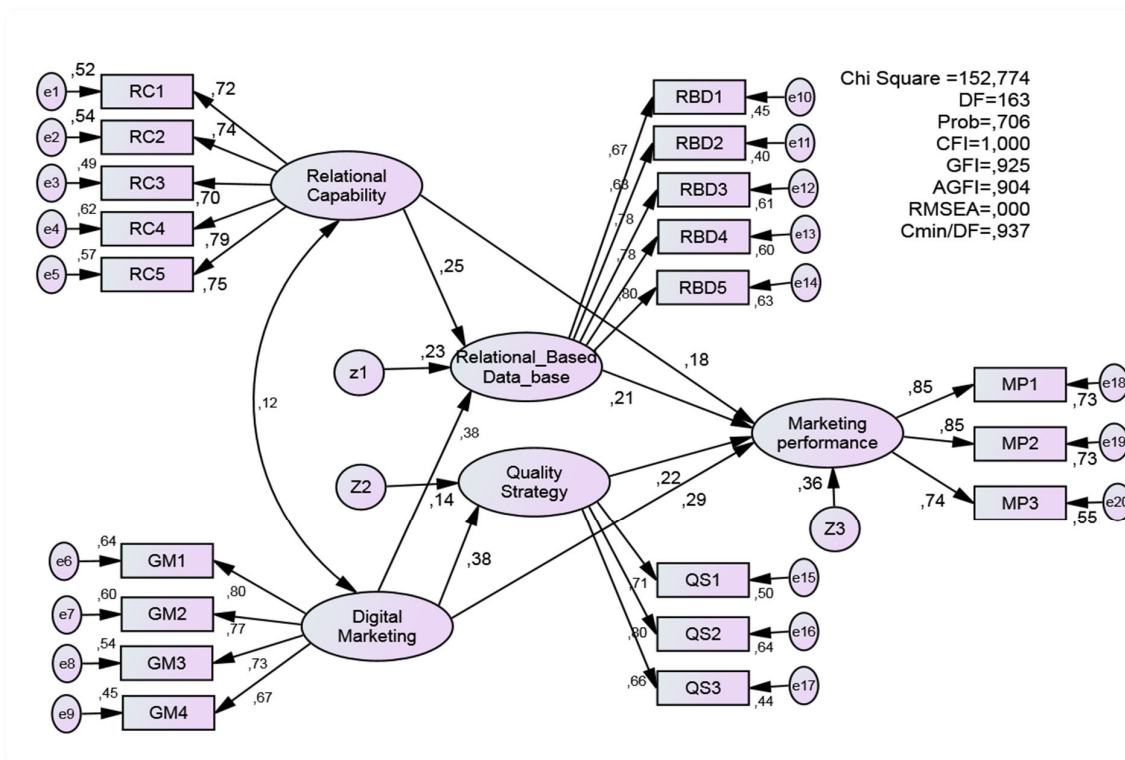 Chi Square =152,774
DF=163
Prob=,706
CFI=1,000
GFI=,925
AGFI=,904
RMSEA=,000
Cmin/DF=,937
e1
,52
RC1
,72
e2
,54
RC2
,74
e3
,49
RC3
,70
e4
,62
RC4
,79
e5
,57
RC5
,75
Relational
Capability
RBD1
e10
,45
,67
RBD2
e11
,40
,63
RBD3
e12
,61
,78
RBD4
e13
,60
,78
RBD5
e14
,63
,80
,25
,18
z1
,23
Relational_Based
Data_base
,21
,12
,38
Z2
,14
Quality
Strategy
,22
,29
,38
Marketing
performance
,36
Z3
,85
MP1
e18
,73
,85
MP2
e19
,73
,74
MP3
e20
,55
e6
,64
GM1
,80
e7
,60
GM2
,77
e8
,54
GM3
,73
e9
,45
GM4
,67
Digital
Marketing
QS1
e15
,50
,71
QS2
e16
,64
,80
QS3
e17
,44
,66